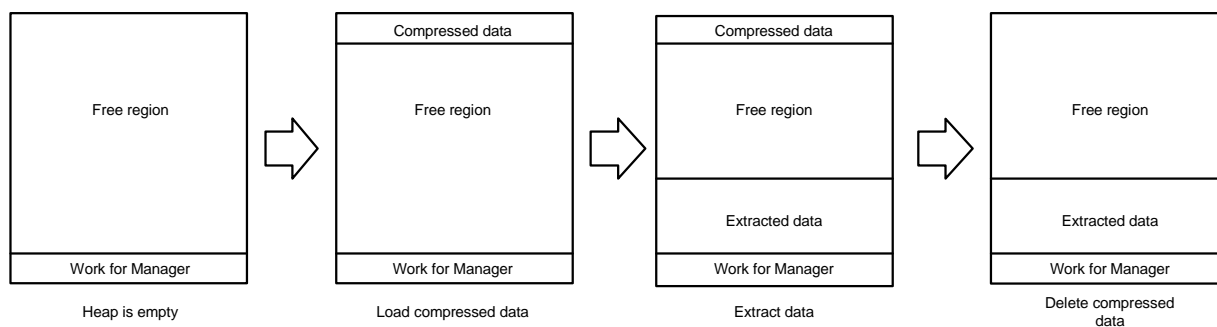 Free region
Work for Manager
Heap is empty
Compressed data
Free region
Work for Manager
Load compressed data
Compressed data
Free region
Extracted data
Work for Manager
Extract data
Free region
Extracted data
Work for Manager
Delete compressed
data